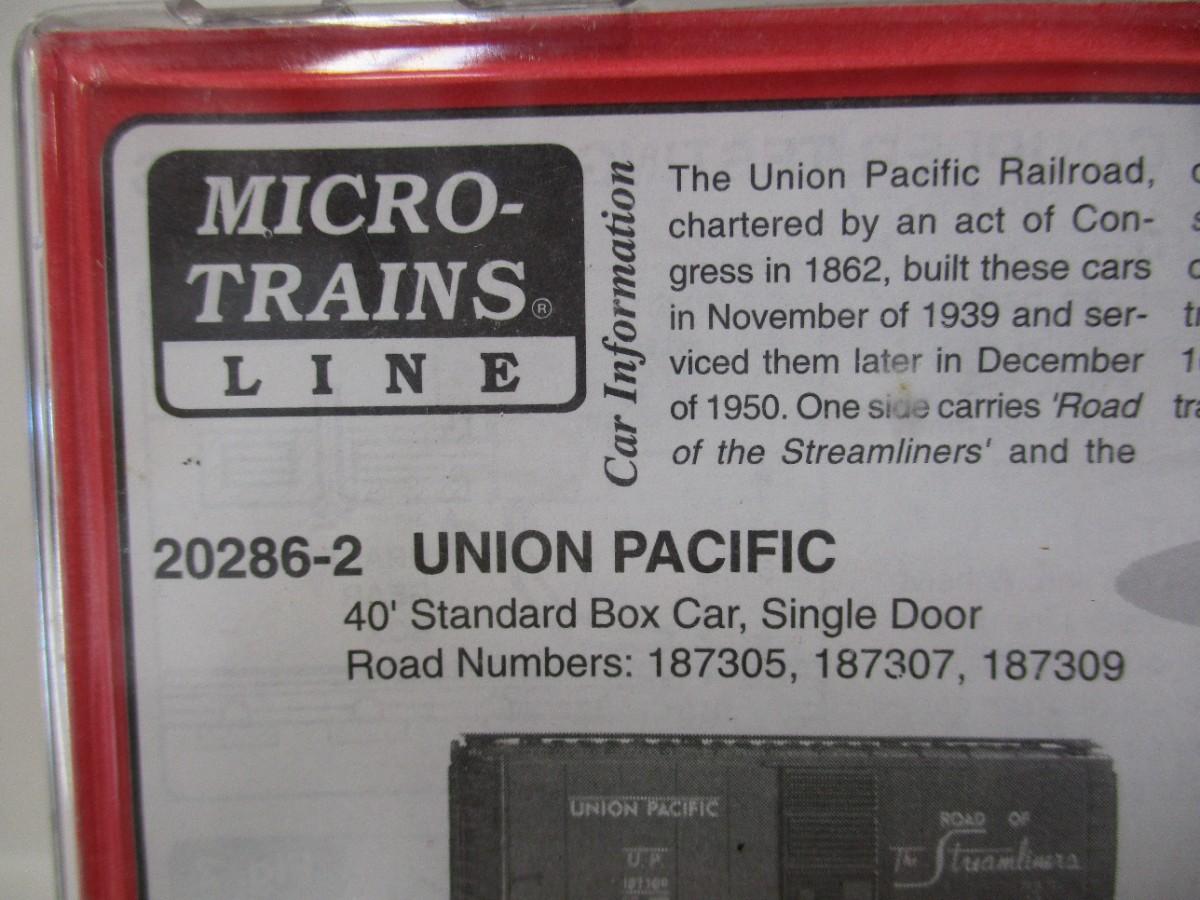 MICRO-
TRAINS®
LINE
Car Information
The Union Pacific Railroad,
chartered by an act of Con-
gress in 1862, built these cars
in November of 1939 and ser-
viced them later in December
of 1950. One side carries 'Road
of the Streamliners' and the
20286-2 UNION PACIFIC
40' Standard Box Car, Single Door
Road Numbers: 187305, 187307, 187309
UNION PACIFIC
U.P.
ROAD OF
The Streamliners